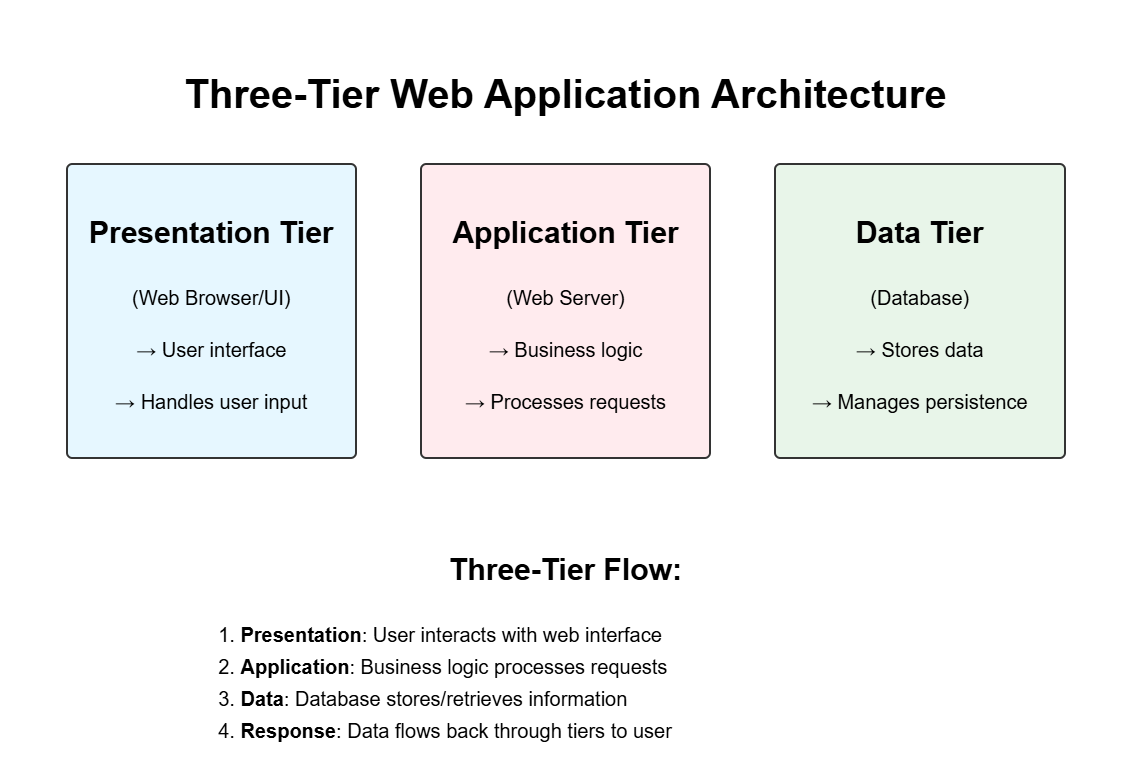 Three-Tier Web Application Architecture
Presentation Tier
(Web Browser/UI)
→ User interface
→ Handles user input
Application Tier
(Web Server)
→ Business logic
→ Processes requests
Data Tier
(Database)
→ Stores data
→ Manages persistence
Three-Tier Flow:
1. Presentation: User interacts with web interface
2. Application: Business logic processes requests
3. Data: Database stores/retrieves information
4. Response: Data flows back through tiers to user